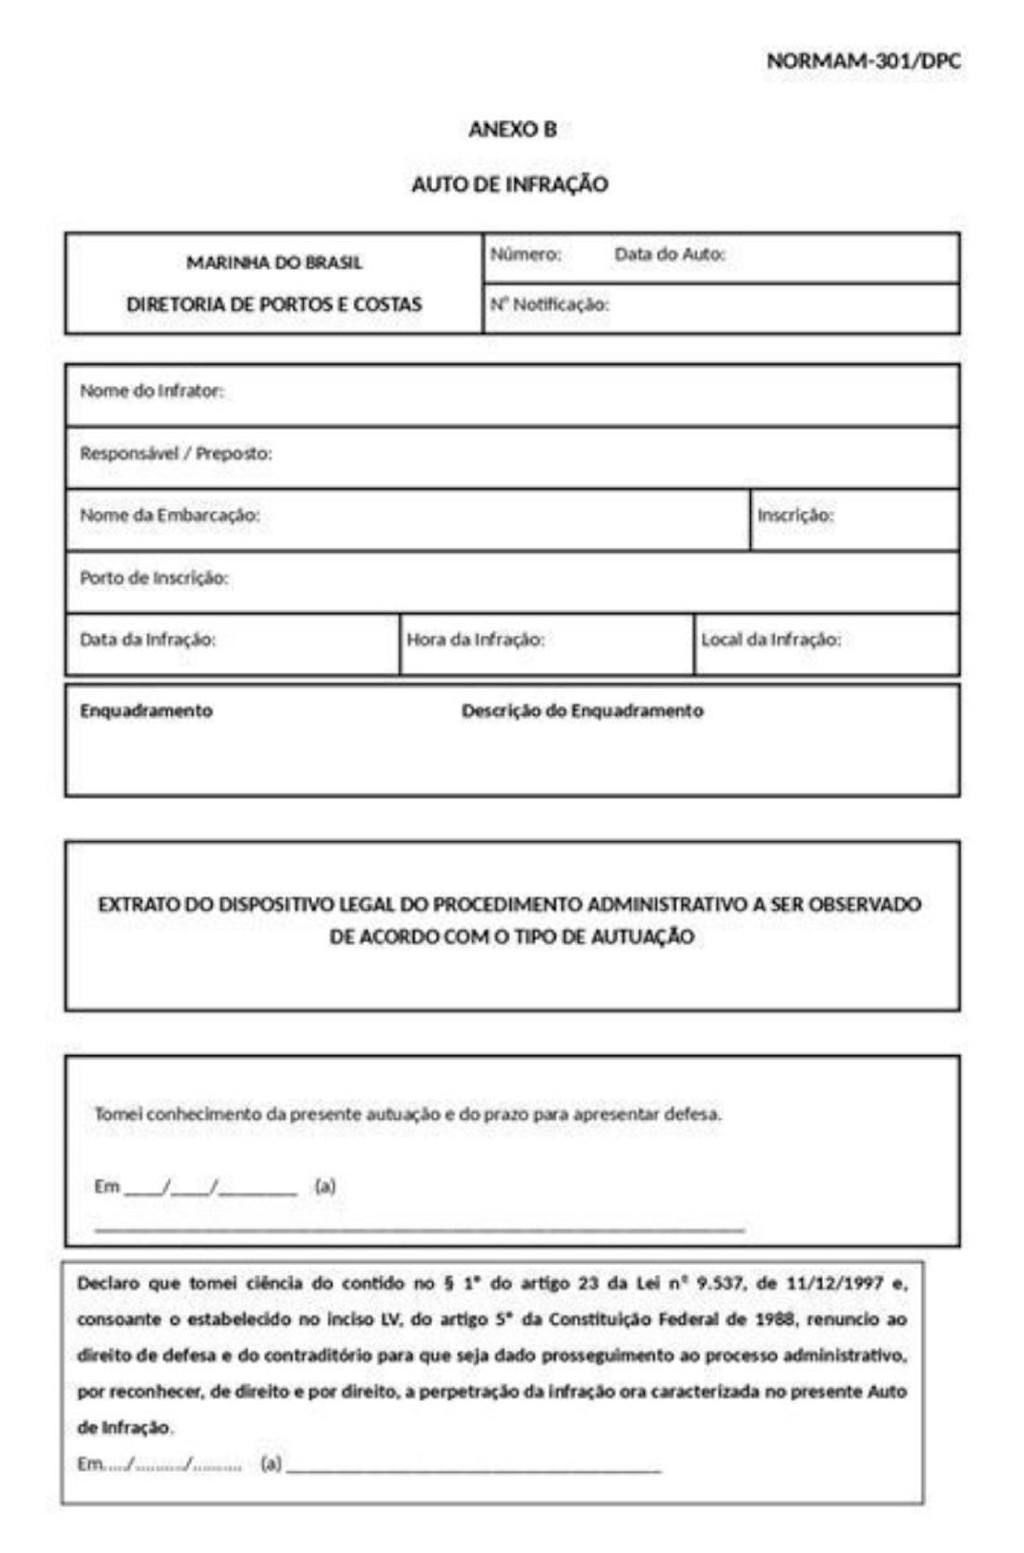 NORMAM-301/DPC
ANEXO B
AUTO DE INFRAÇÃO
MARINHA DO BRASIL
DIRETORIA DE PORTOS E COSTAS
Número: Data do Auto:
Nº Notificação:
Nome do Infrator:
Responsável / Preposto:
Nome da Embarcação: Inscrição:
Porto de Inscrição:
Data da Infração: Hora da Infração: Local da Infração:
Enquadramento Descrição do Enquadramento
EXTRATO DO DISPOSITIVO LEGAL DO PROCEDIMENTO ADMINISTRATIVO A SER OBSERVADO
DE ACORDO COM O TIPO DE AUTUAÇÃO
Tomei conhecimento da presente autuação e do prazo para apresentar defesa.
Em ____/____/________ (a)
____________________________________________________________________
Declaro que tomei ciência do contido no § 1º do artigo 23 da Lei nº 9.537, de 11/12/1997 e,
consoante o estabelecido no inciso LV, do artigo 5º da Constituição Federal de 1988, renuncio ao
direito de defesa e do contraditório para que seja dado prosseguimento ao processo administrativo,
por reconhecer, de direito e por direito, a perpetração da infração ora caracterizada no presente Auto
de Infração.
Em...../........../.......... (a) _______________________________________